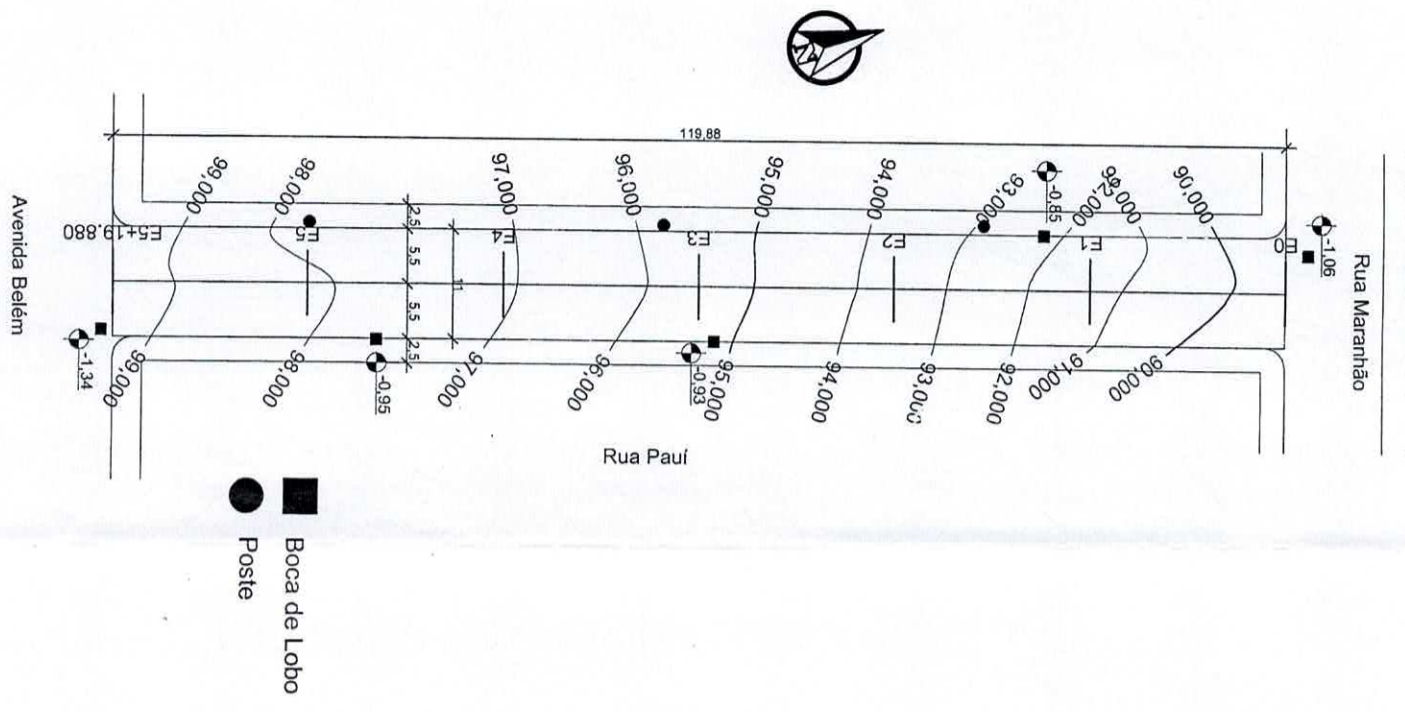 119,88
99,000
98,000
97,000
96,000
95,000
94,000
93,000
92,000
90,000
-0,85
-1,06
E5+19,880
E5
E4
E3
E2
E1
E0
2,5
5,5
11
5,5
2,5
Avenida Belém
Rua Maranhão
-1,34
99,000
98,000
-0,95
97,000
96,000
-0,93
95,000
94,000
93,000
92,000
91,000
90,000
Rua Pauí
Boca de Lobo
Poste